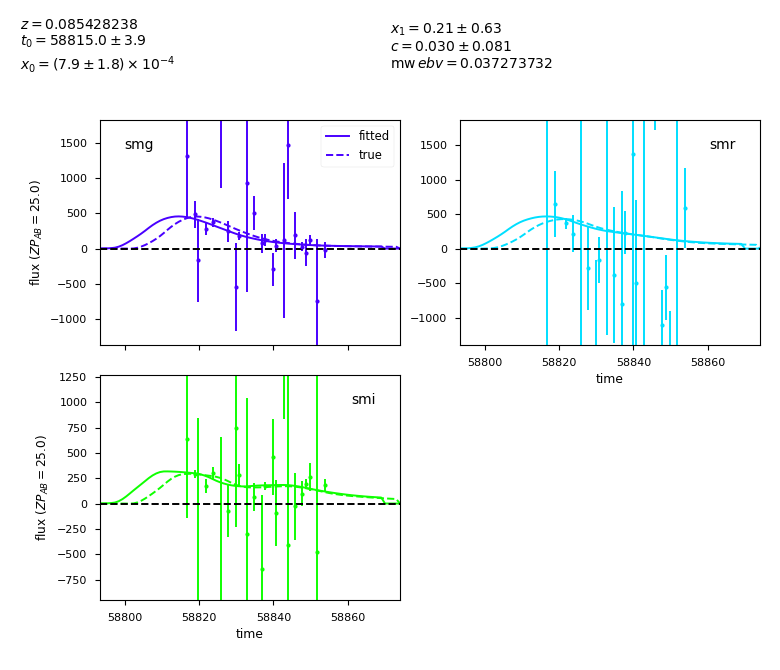 z = 0.085428238
t₀ = 58815.0 ± 3.9
x₀ = (7.9 ± 1.8) × 10⁻⁴
x₁ = 0.21 ± 0.63
c = 0.030 ± 0.081
mw ebv = 0.037273732
smg
fitted
true
1500
1000
500
0
−500
−1000
flux (ZP_AB = 25.0)
smr
1500
1000
500
0
−500
−1000
58800 58820 58840 58860
time
smi
1250
1000
750
500
250
0
−250
−500
−750
flux (ZP_AB = 25.0)
58800 58820 58840 58860
time